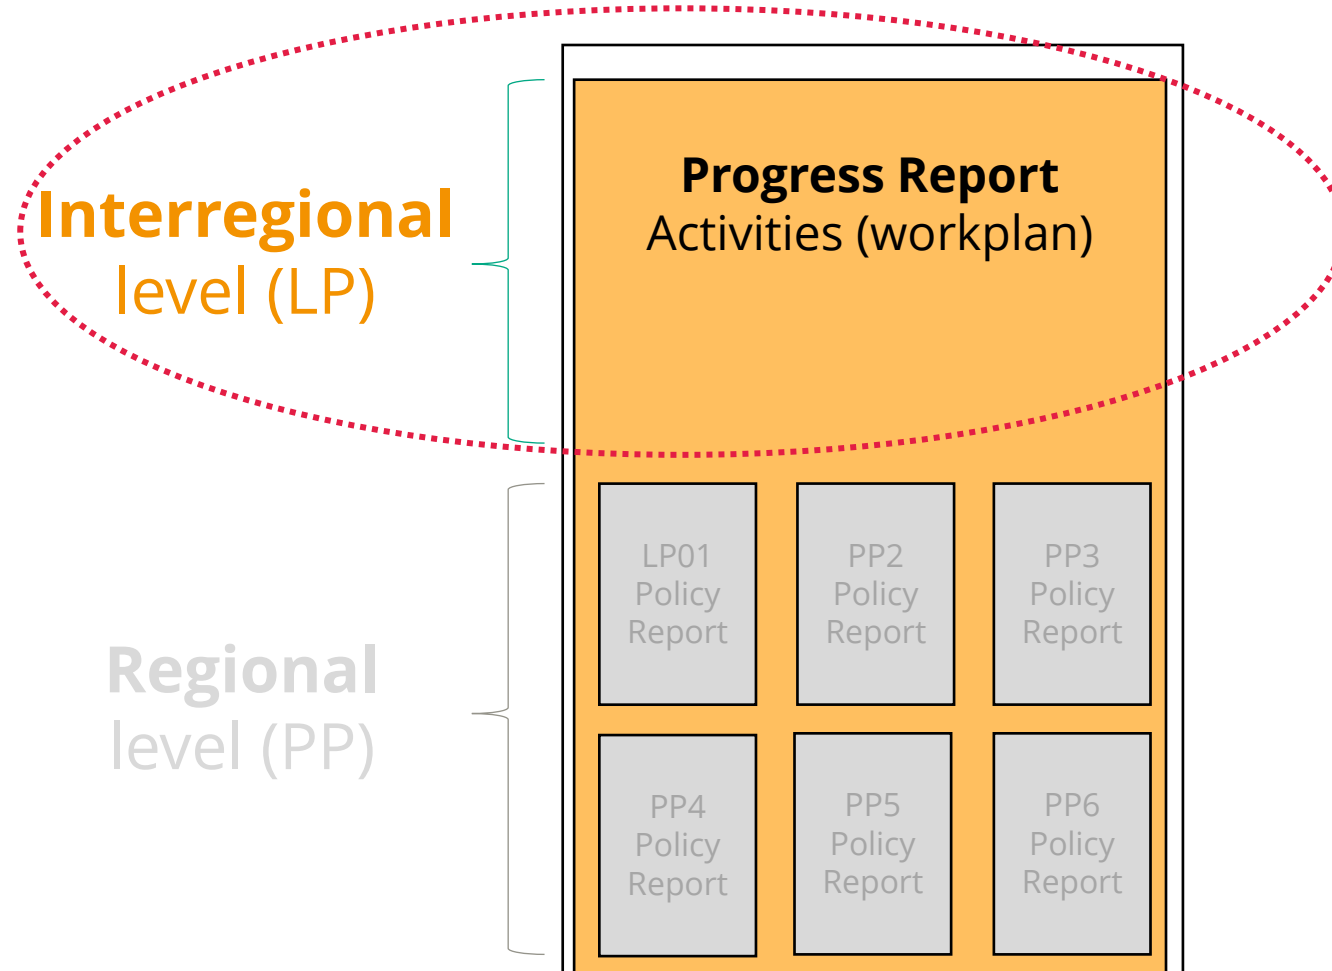 Progress Report
Activities (workplan)
Interregional
level (LP)
LP01
Policy
Report
PP2
Policy
Report
PP3
Policy
Report
Regional
level (PP)
PP4
Policy
Report
PP5
Policy
Report
PP6
Policy
Report